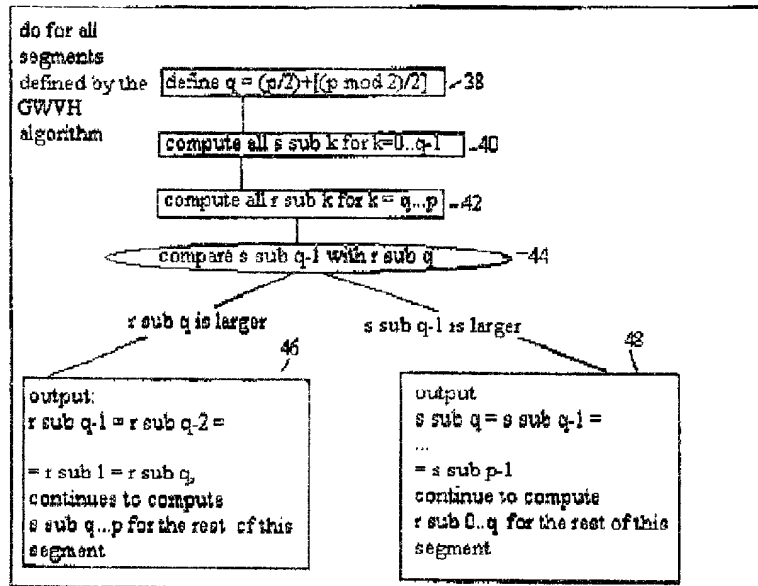 do for all
segments
defined by the
GWVH
algorithm
define q = (p/2)+[(p mod 2)/2]
38
compute all s sub k for k=0..q-1
40
compute all r sub k for k = q...p
42
compare s sub q-1 with r sub q
44
r sub q is larger
s sub q-1 is larger
46
output:
r sub q-1 = r sub q-2 =
= r sub 1 = r sub q,
continues to compute
s sub q...p for the rest of this
segment
48
output
s sub q = s sub q-1 =
...
= s sub p-1
continue to compute
r sub 0..q for the rest of this
segment